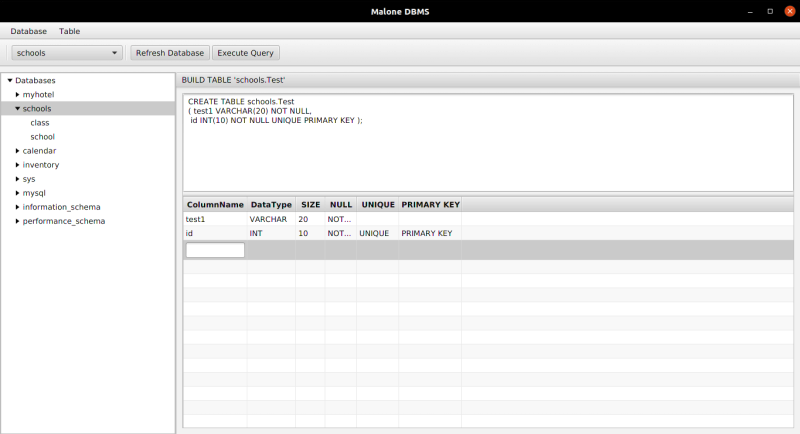 Malone DBMS
Database Table
schools Refresh Database Execute Query
Databases
myhotel
schools
class
school
calendar
inventory
sys
mysql
information_schema
performance_schema
BUILD TABLE 'schools.Test'
CREATE TABLE schools.Test
( test1 VARCHAR(20) NOT NULL,
id INT(10) NOT NULL UNIQUE PRIMARY KEY );
ColumnName DataType SIZE NULL UNIQUE PRIMARY KEY
test1 VARCHAR 20 NOT...
id INT 10 NOT... UNIQUE PRIMARY KEY